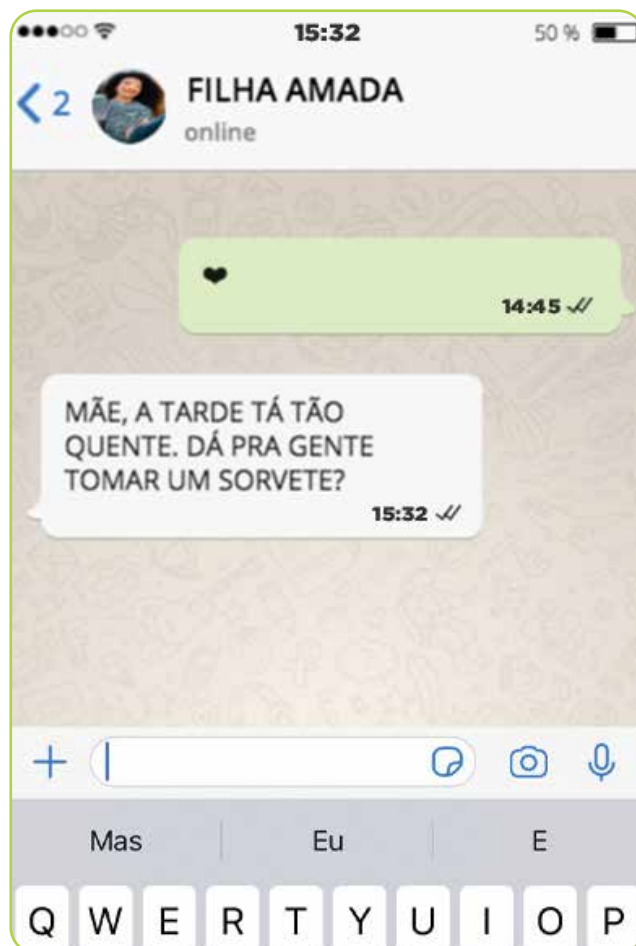 15:32 50 %
2 FILHA AMADA
online
❤
14:45
MÃE, A TARDE TÁ TÃO
QUENTE. DÁ PRA GENTE
TOMAR UM SORVETE?
15:32
Mas Eu E
Q W E R T Y U I O P